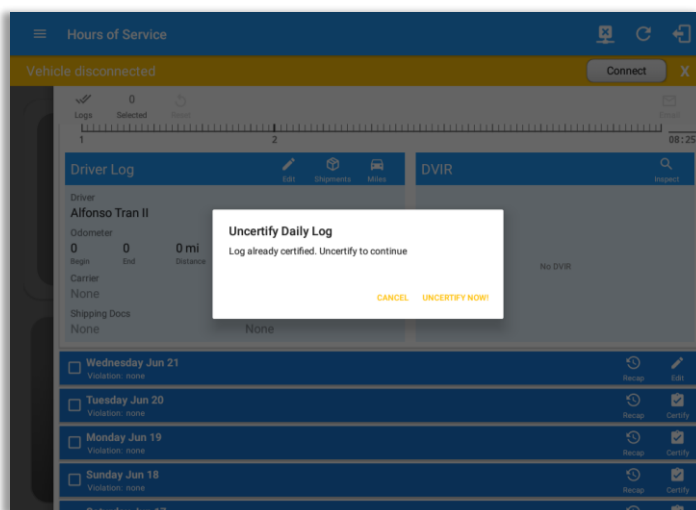 Hours of Service
Vehicle disconnected
Connect
X
0
Logs
Selected
Reset
Email
1
2
08:25
Driver Log
Edit
Shipments
Miles
DVIR
Inspect
Driver
Alfonso Tran II
Odometer
0
0
0 mi
Begin
End
Distance
Carrier
None
Shipping Docs
None
None
No DVIR
Uncertify Daily Log
Log already certified. Uncertify to continue
CANCEL
UNCERTIFY NOW!
Wednesday Jun 21
Violation: none
Recap
Edit
Tuesday Jun 20
Violation: none
Recap
Certify
Monday Jun 19
Violation: none
Recap
Certify
Sunday Jun 18
Violation: none
Recap
Certify